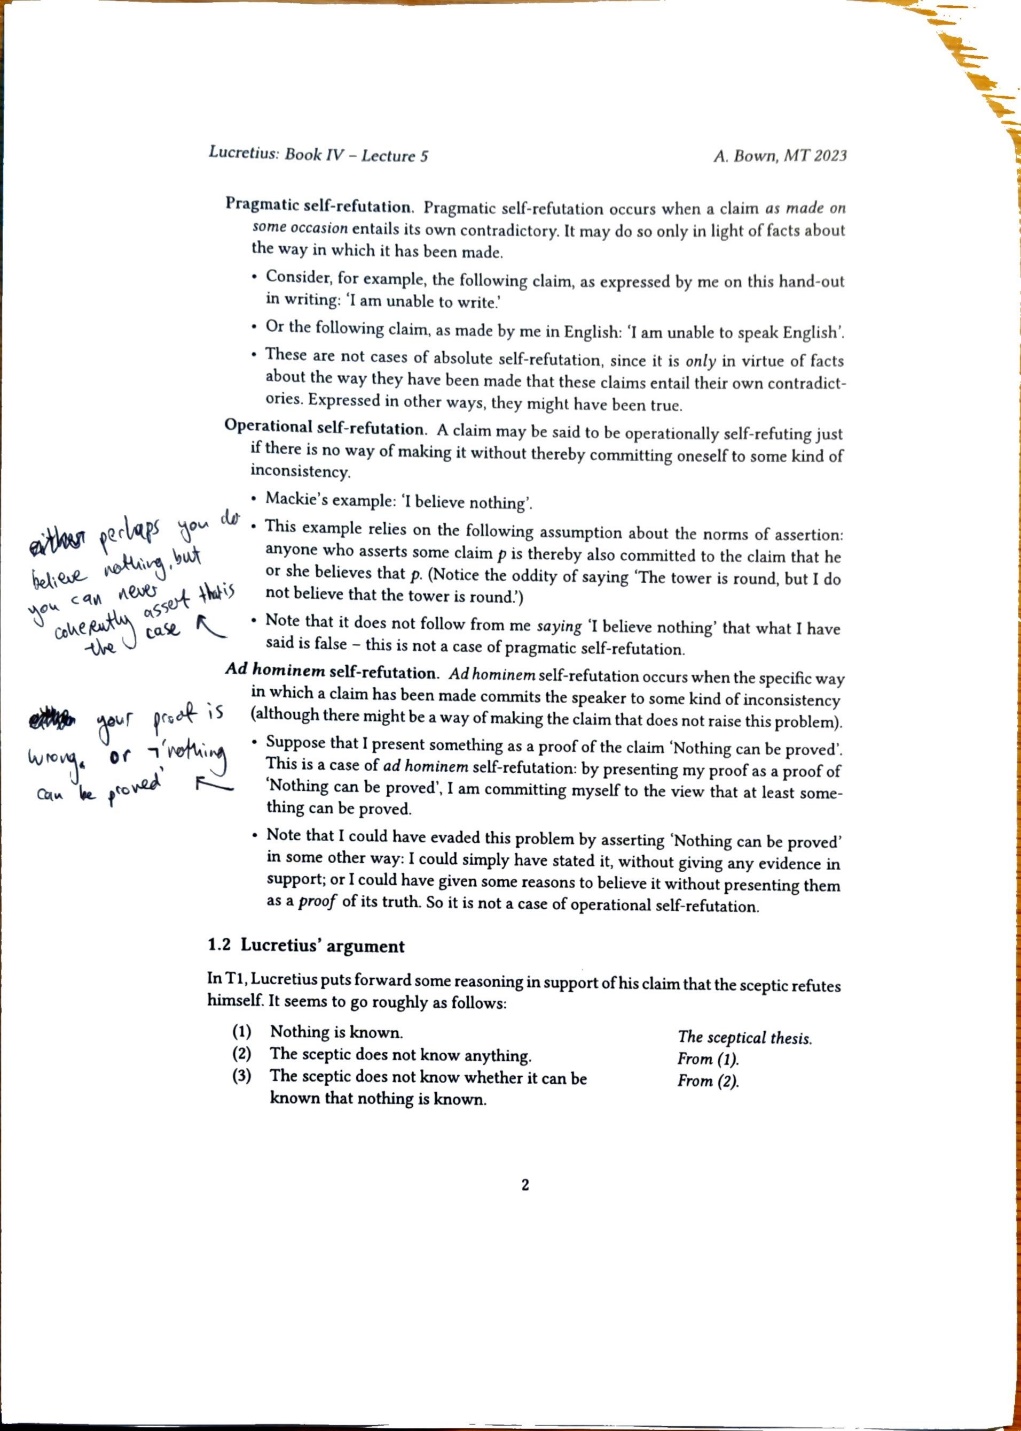 Lucretius: Book IV – Lecture 5
A. Bown, MT 2023
Pragmatic self-refutation. Pragmatic self-refutation occurs when a claim as made on
some occasion entails its own contradictory. It may do so only in light of facts about
the way in which it has been made.
• Consider, for example, the following claim, as expressed by me on this hand-out
in writing: ‘I am unable to write.’
• Or the following claim, as made by me in English: ‘I am unable to speak English’.
• These are not cases of absolute self-refutation, since it is only in virtue of facts
about the way they have been made that these claims entail their own contradict-
ories. Expressed in other ways, they might have been true.
Operational self-refutation. A claim may be said to be operationally self-refuting just
if there is no way of making it without thereby committing oneself to some kind of
inconsistency.
• Mackie’s example: ‘I believe nothing’.
• This example relies on the following assumption about the norms of assertion:
anyone who asserts some claim p is thereby also committed to the claim that he
or she believes that p. (Notice the oddity of saying ‘The tower is round, but I do
not believe that the tower is round.’)
• Note that it does not follow from me saying ‘I believe nothing’ that what I have
said is false – this is not a case of pragmatic self-refutation.
either perhaps you do
believe nothing, but
you can never
coherently assert that is
the case
Ad hominem self-refutation. Ad hominem self-refutation occurs when the specific way
in which a claim has been made commits the speaker to some kind of inconsistency
(although there might be a way of making the claim that does not raise this problem).
• Suppose that I present something as a proof of the claim ‘Nothing can be proved’.
This is a case of ad hominem self-refutation: by presenting my proof as a proof of
‘Nothing can be proved’, I am committing myself to the view that at least some-
thing can be proved.
• Note that I could have evaded this problem by asserting ‘Nothing can be proved’
in some other way: I could simply have stated it, without giving any evidence in
support; or I could have given some reasons to believe it without presenting them
as a proof of its truth. So it is not a case of operational self-refutation.
your proof is
wrong, or ¬‘nothing
can be proved’
1.2 Lucretius’ argument
In T1, Lucretius puts forward some reasoning in support of his claim that the sceptic refutes
himself. It seems to go roughly as follows:
(1) Nothing is known. The sceptical thesis.
(2) The sceptic does not know anything. From (1).
(3) The sceptic does not know whether it can be From (2).
known that nothing is known.
2